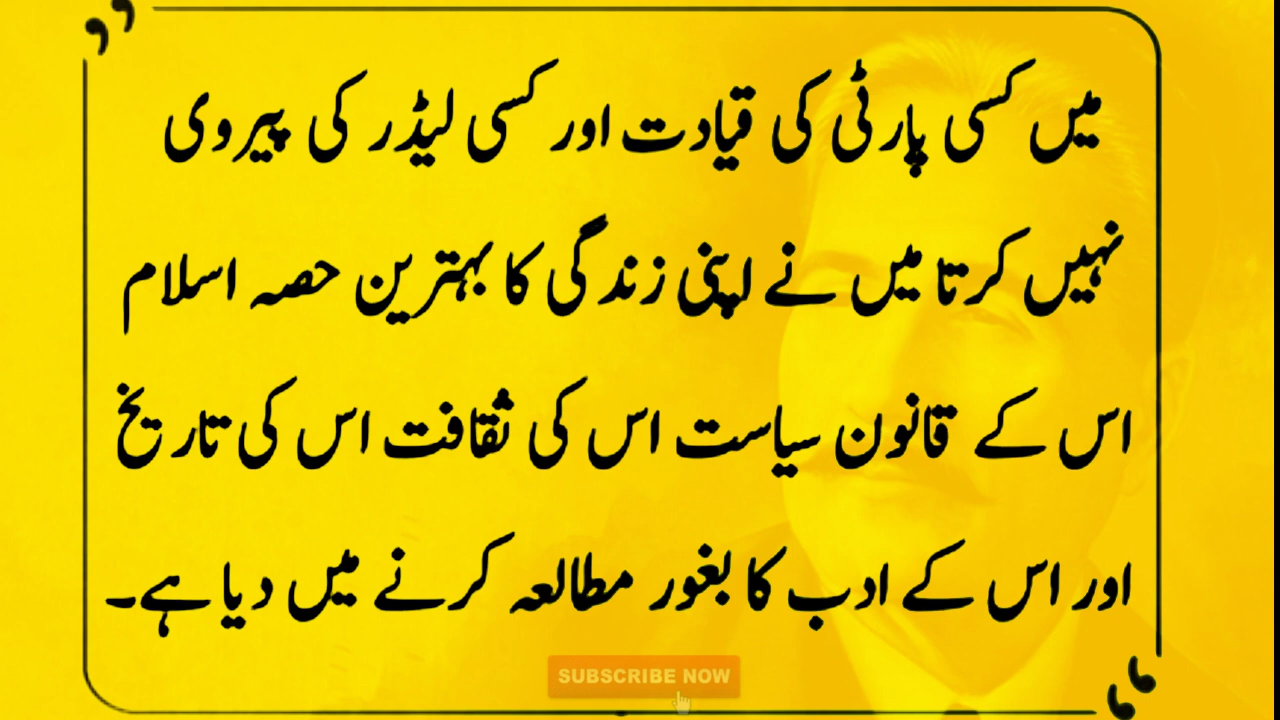 میں کسی پارٹی کی قیادت اور کسی لیڈر کی پیروی
نہیں کرتا میں نے اپنی زندگی کا بہترین حصہ اسلام
اس کے قانون سیاست اس کی ثقافت اس کی تاریخ
اور اس کے ادب کا بغور مطالعہ کرنے میں دیا ہے۔
SUBSCRIBE NOW